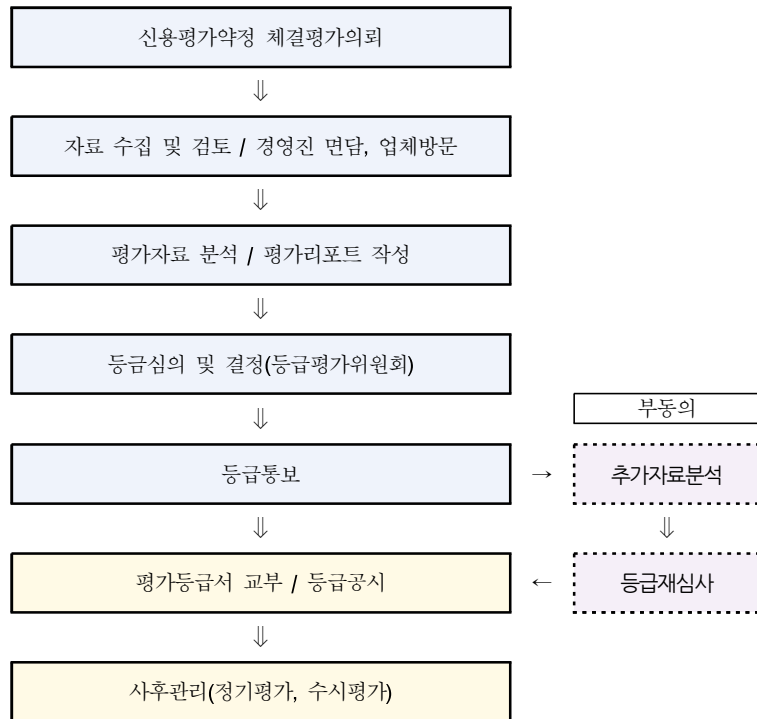 신용평가약정 체결평가의뢰
⇓
자료 수집 및 검토 / 경영진 면담, 업체방문
⇓
평가자료 분석 / 평가리포트 작성
⇓
등금심의 및 결정(등급평가위원회)
⇓
부동의
등급통보 → 추가자료분석
⇓ ⇓
평가등급서 교부 / 등급공시 ← 등급재심사
⇓
사후관리(정기평가, 수시평가)